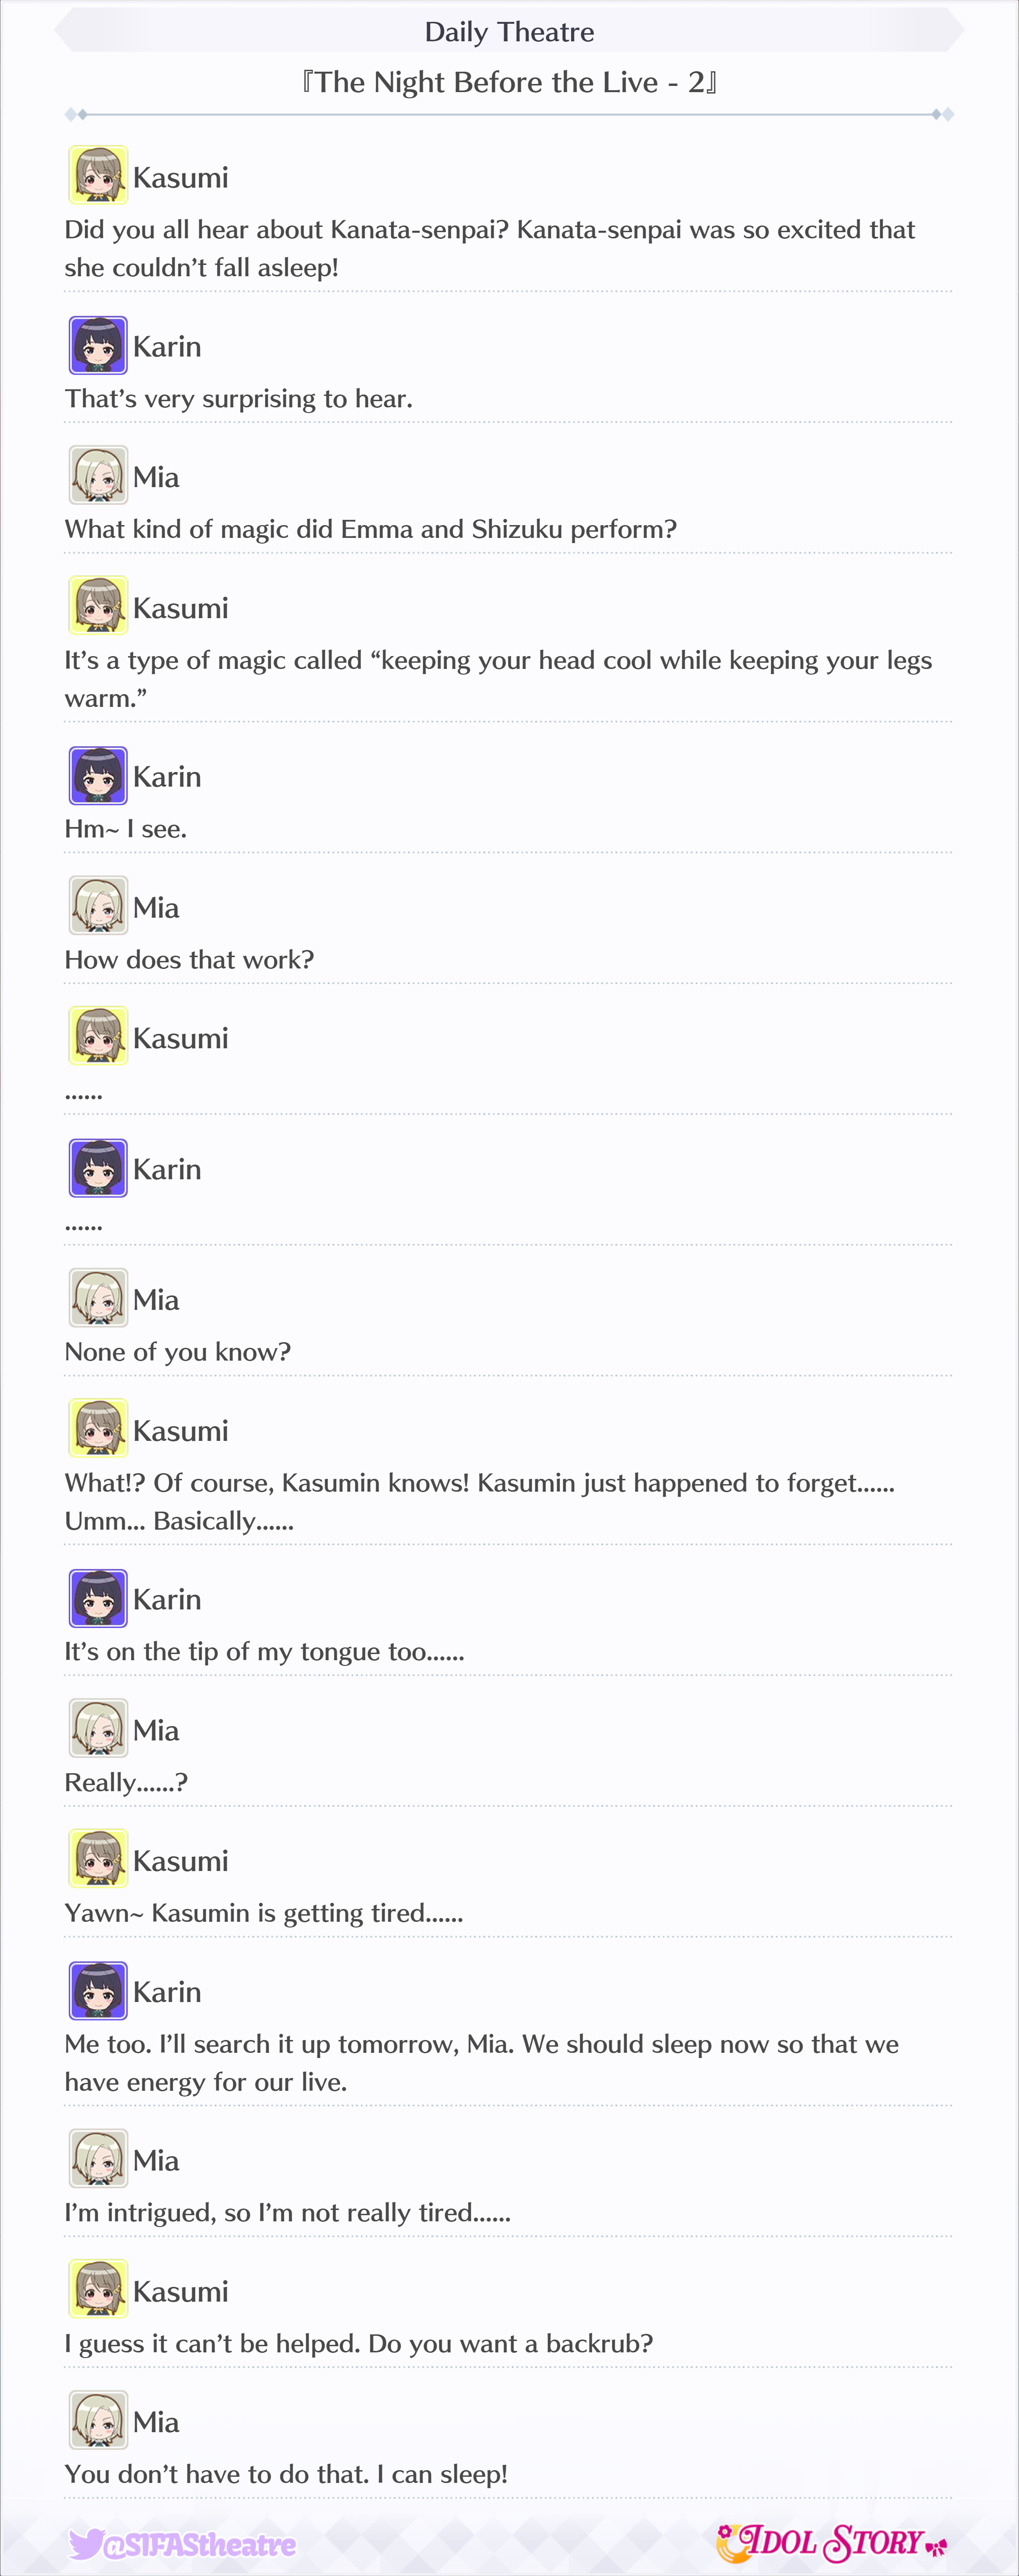 Daily Theatre
『The Night Before the Live - 2』
Kasumi
Did you all hear about Kanata-senpai? Kanata-senpai was so excited that
she couldn’t fall asleep!
Karin
That’s very surprising to hear.
Mia
What kind of magic did Emma and Shizuku perform?
Kasumi
It’s a type of magic called “keeping your head cool while keeping your legs
warm.”
Karin
Hm~ I see.
Mia
How does that work?
Kasumi
......
Karin
......
Mia
None of you know?
Kasumi
What!? Of course, Kasumin knows! Kasumin just happened to forget......
Umm... Basically......
Karin
It’s on the tip of my tongue too......
Mia
Really......?
Kasumi
Yawn~ Kasumin is getting tired......
Karin
Me too. I’ll search it up tomorrow, Mia. We should sleep now so that we
have energy for our live.
Mia
I’m intrigued, so I’m not really tired......
Kasumi
I guess it can’t be helped. Do you want a backrub?
Mia
You don’t have to do that. I can sleep!
@SIFAStheatre
IDOL STORY